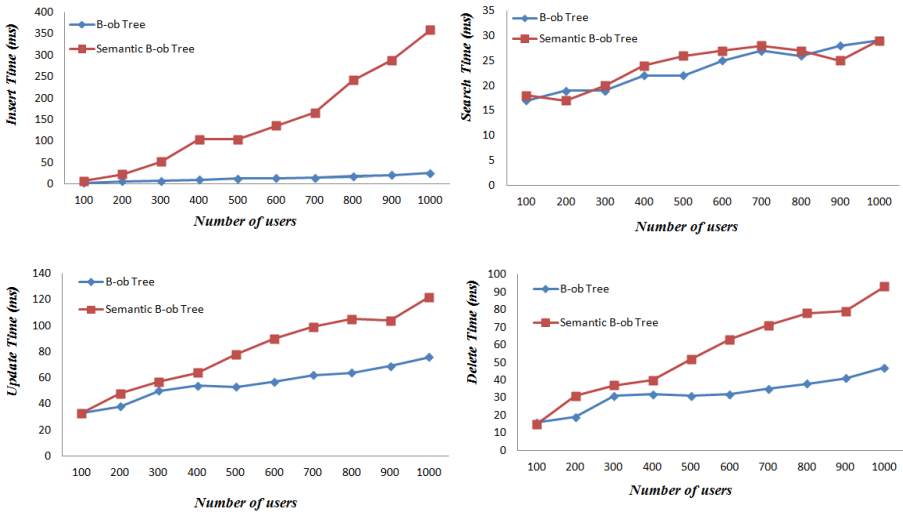 400
350
300
250
200
150
100
50
0
Insert Time (ms)
B-ob Tree
Semantic B-ob Tree
100 200 300 400 500 600 700 800 900 1000
Number of users
35
30
25
20
15
10
5
0
Search Time (ms)
B-ob Tree
Semantic B-ob Tree
100 200 300 400 500 600 700 800 900 1000
Number of users
140
120
100
80
60
40
20
0
Update Time (ms)
B-ob Tree
Semantic B-ob Tree
100 200 300 400 500 600 700 800 900 1000
Number of users
100
90
80
70
60
50
40
30
20
10
0
Delete Time (ms)
B-ob Tree
Semantic B-ob Tree
100 200 300 400 500 600 700 800 900 1000
Number of users